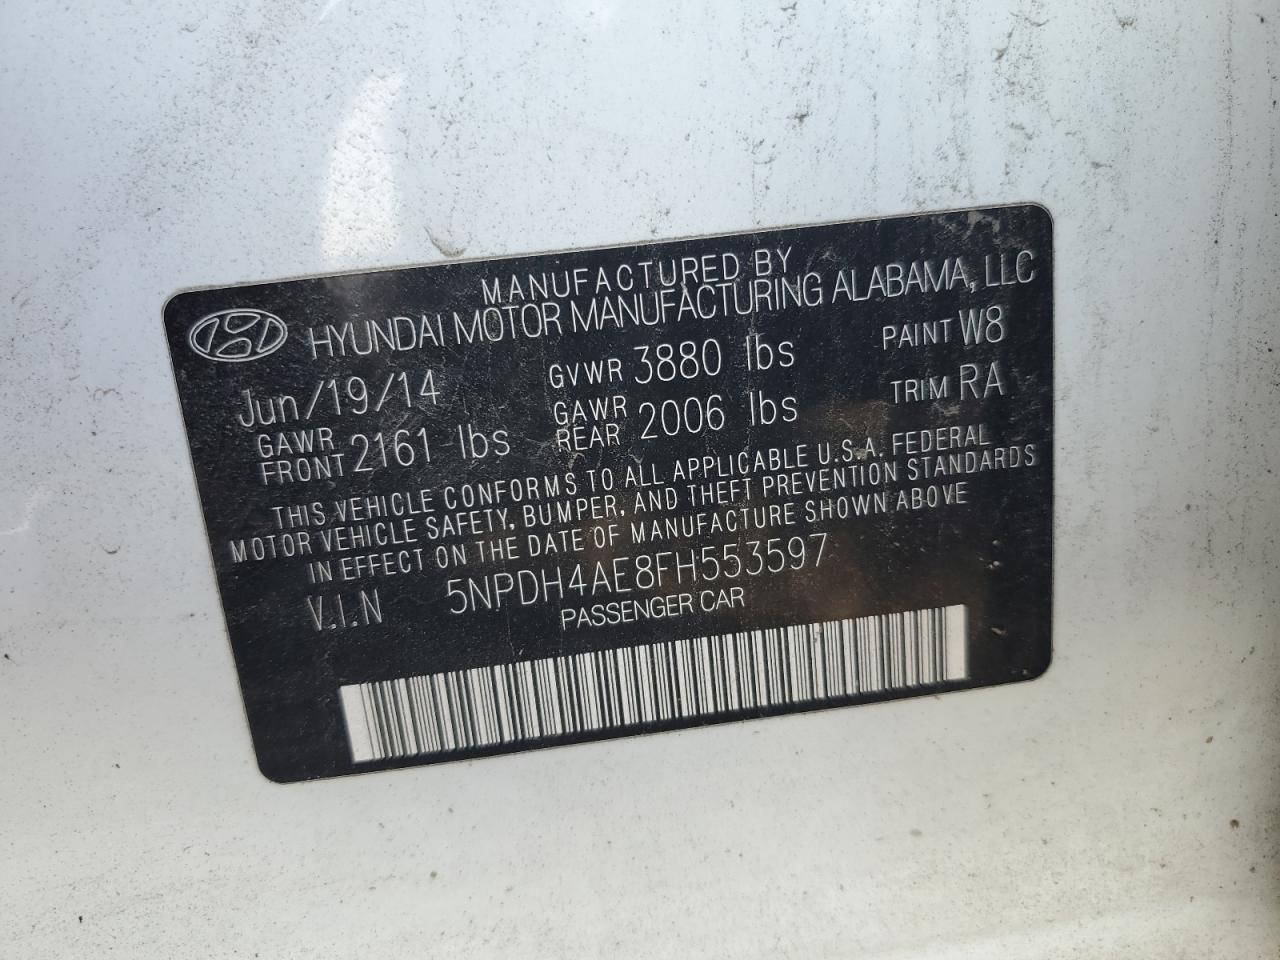 MANUFACTURED BY
HYUNDAI MOTOR MANUFACTURING ALABAMA, LLC
Jun/19/14 GVWR 3880 lbs PAINT W8
GAWR FRONT 2161 lbs GAWR REAR 2006 lbs TRIM RA
THIS VEHICLE CONFORMS TO ALL APPLICABLE U.S.A. FEDERAL
MOTOR VEHICLE SAFETY, BUMPER, AND THEFT PREVENTION STANDARDS
IN EFFECT ON THE DATE OF MANUFACTURE SHOWN ABOVE
V.I.N 5NPDH4AE8FH553597
PASSENGER CAR